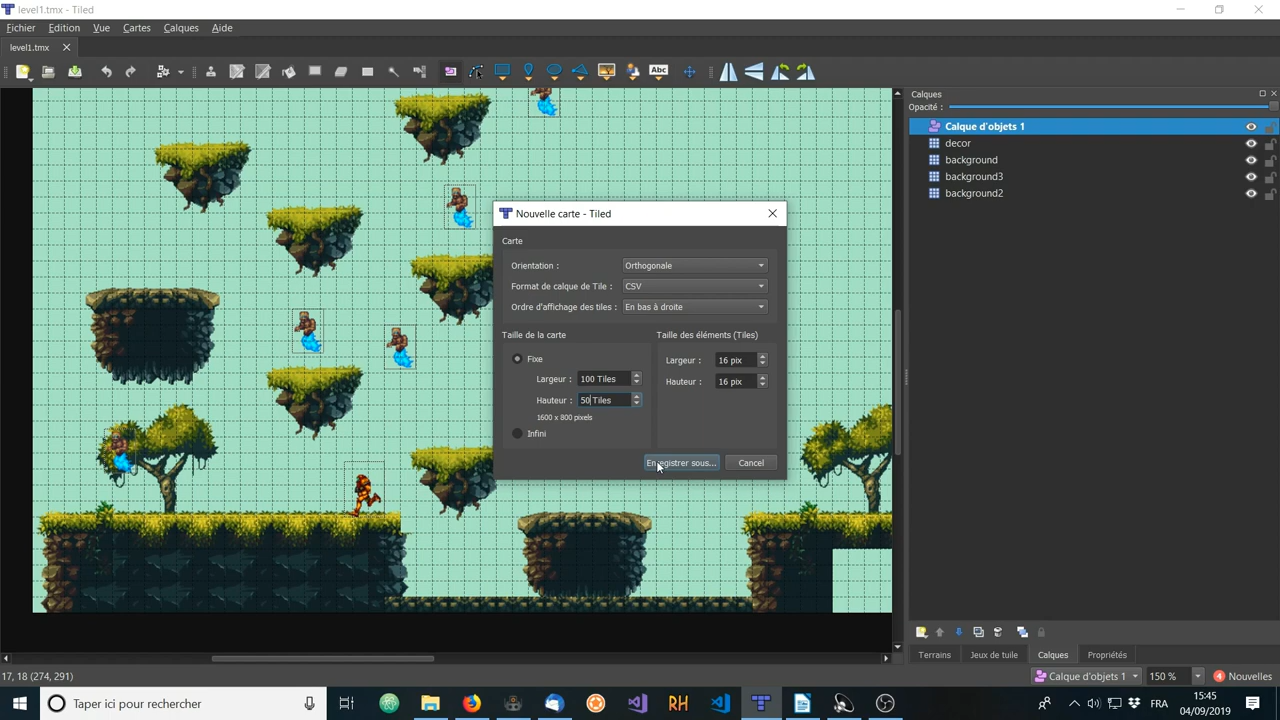 level1.tmx - Tiled
Fichier Edition Vue Cartes Calques Aide
level1.tmx
Abc
Calques
Opacité :
Calque d'objets 1
decor
background
background3
background2
Nouvelle carte - Tiled
Carte
Orientation : Orthogonale
Format de calque de Tile : CSV
Ordre d'affichage des tiles : En bas à droite
Taille de la carte
Taille des éléments (Tiles)
Fixe
Largeur : 100 Tiles
Hauteur : 50 Tiles
1600 x 800 pixels
Infini
Largeur : 16 pix
Hauteur : 16 pix
Enregistrer sous... Cancel
Terrains Jeux de tuile Calques Propriétés
17, 18 (274, 291)
Calque d'objets 1 150 % 4 Nouvelles
Taper ici pour rechercher
RH
FRA
15:45
04/09/2019